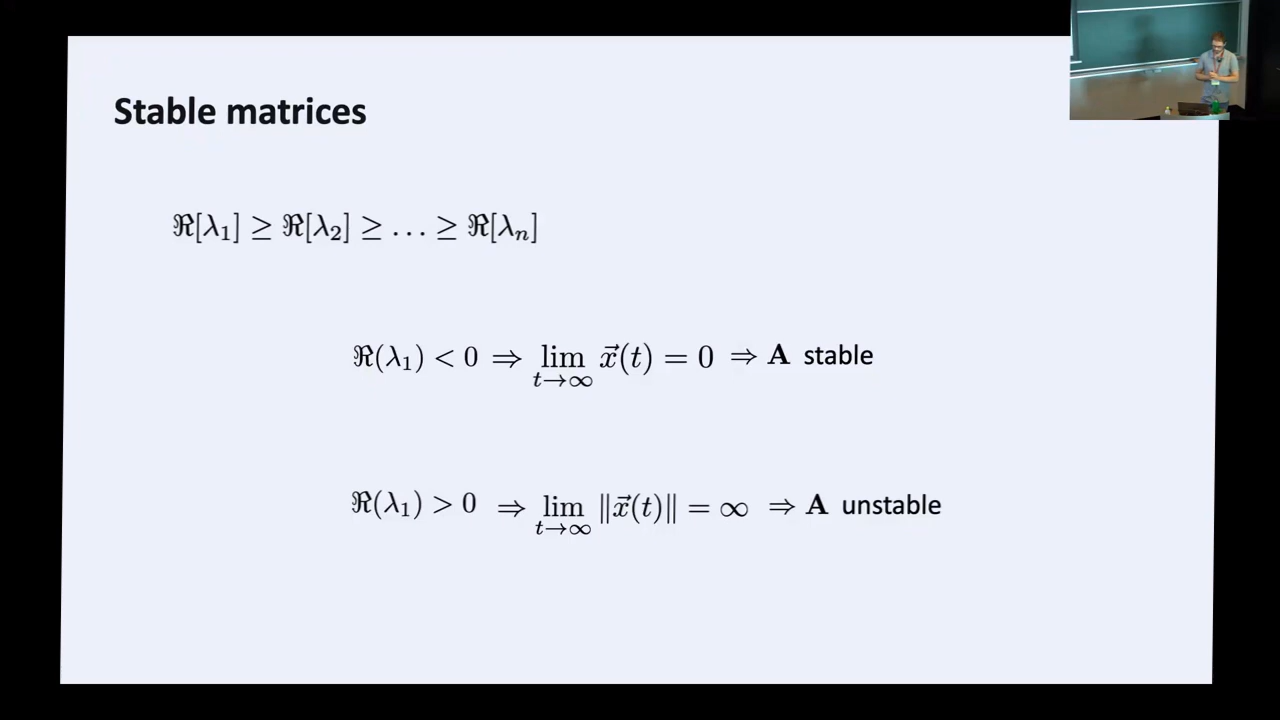 Stable matrices
ℜ[λ₁] ≥ ℜ[λ₂] ≥ … ≥ ℜ[λₙ]
ℜ(λ₁) < 0 ⇒ lim_{t→∞} x⃗(t) = 0 ⇒ A stable
ℜ(λ₁) > 0 ⇒ lim_{t→∞} ‖x⃗(t)‖ = ∞ ⇒ A unstable